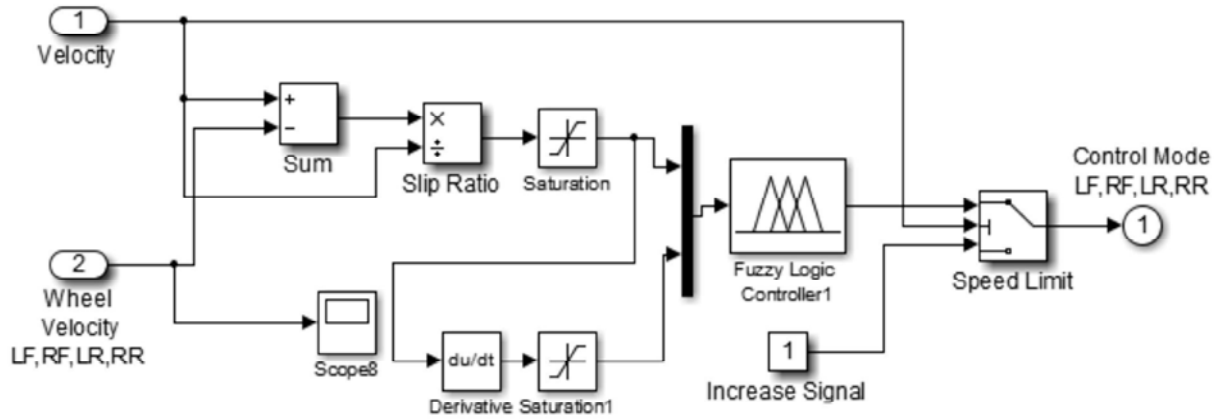 1
Velocity
+
−
Sum
×
÷
Slip Ratio
Saturation
Control Mode
LF,RF,LR,RR
1
2
Wheel
Velocity
LF,RF,LR,RR
Scope8
du/dt
Derivative
Saturation1
Fuzzy Logic
Controller1
Speed Limit
1
Increase Signal